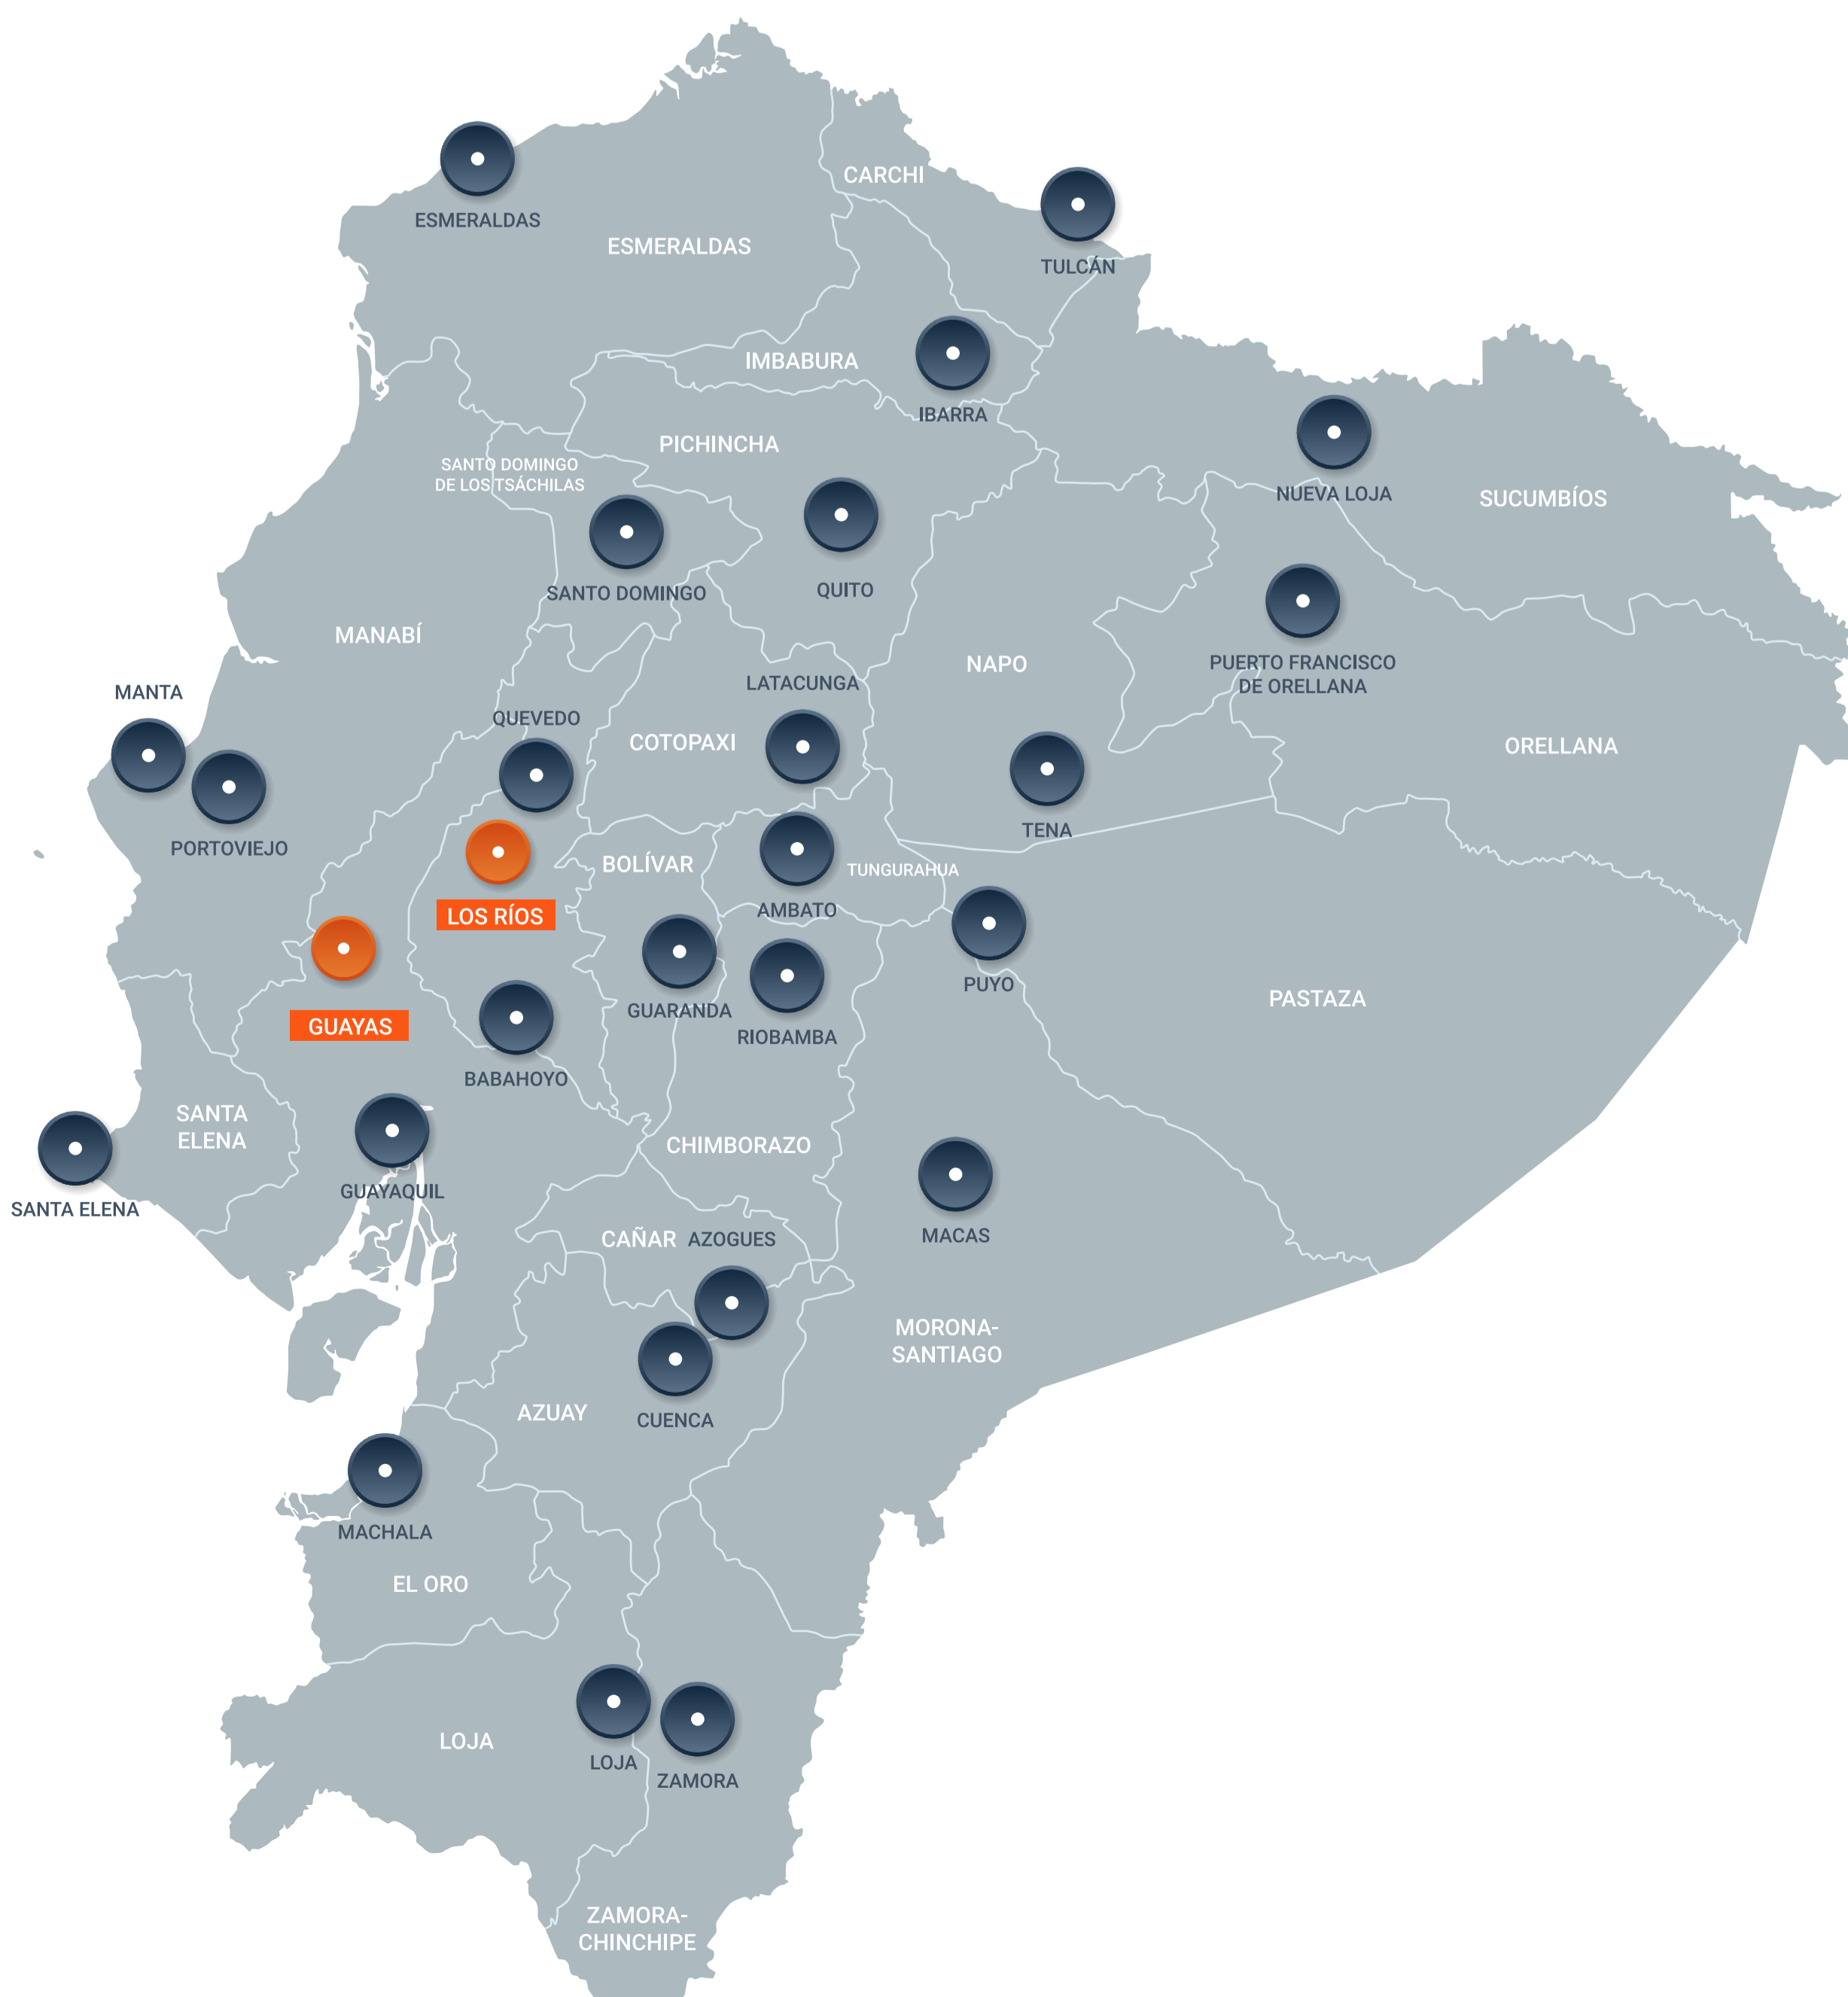 CARCHI
ESMERALDAS
ESMERALDAS
TULCÁN
IMBABURA
IBARRA
PICHINCHA
SANTO DOMINGO
DE LOS TSÁCHILAS
NUEVA LOJA
SUCUMBÍOS
SANTO DOMINGO
QUITO
MANABÍ
NAPO
PUERTO FRANCISCO
DE ORELLANA
MANTA
LATACUNGA
QUEVEDO
COTOPAXI
ORELLANA
TENA
PORTOVIEJO
BOLÍVAR
TUNGURAHUA
LOS RÍOS
AMBATO
PUYO
PASTAZA
GUARANDA
GUAYAS
RIOBAMBA
BABAHOYO
SANTA
ELENA
CHIMBORAZO
GUAYAQUIL
SANTA ELENA
MACAS
CAÑAR
AZOGUES
MORONA-
SANTIAGO
AZUAY
CUENCA
MACHALA
EL ORO
LOJA
LOJA
ZAMORA
ZAMORA-
CHINCHIPE